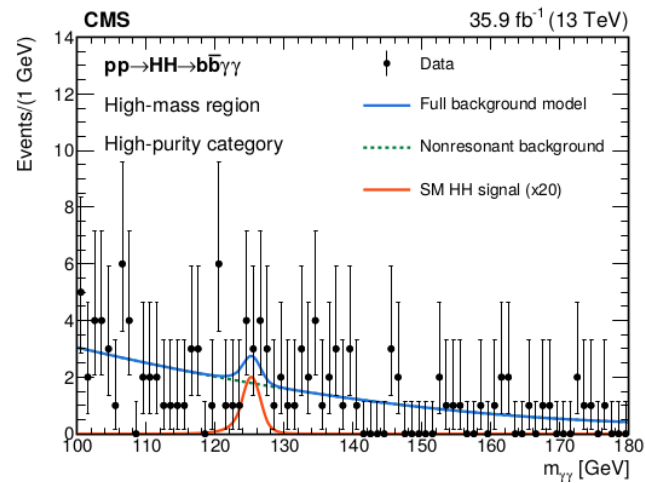 CMS 35.9 fb⁻¹ (13 TeV)
Events/(1 GeV)
14
12
10
8
6
4
2
0
pp→HH→bb̅γγ
High-mass region
High-purity category
Data
Full background model
Nonresonant background
SM HH signal (x20)
100 110 120 130 140 150 160 170 180
m_γγ [GeV]